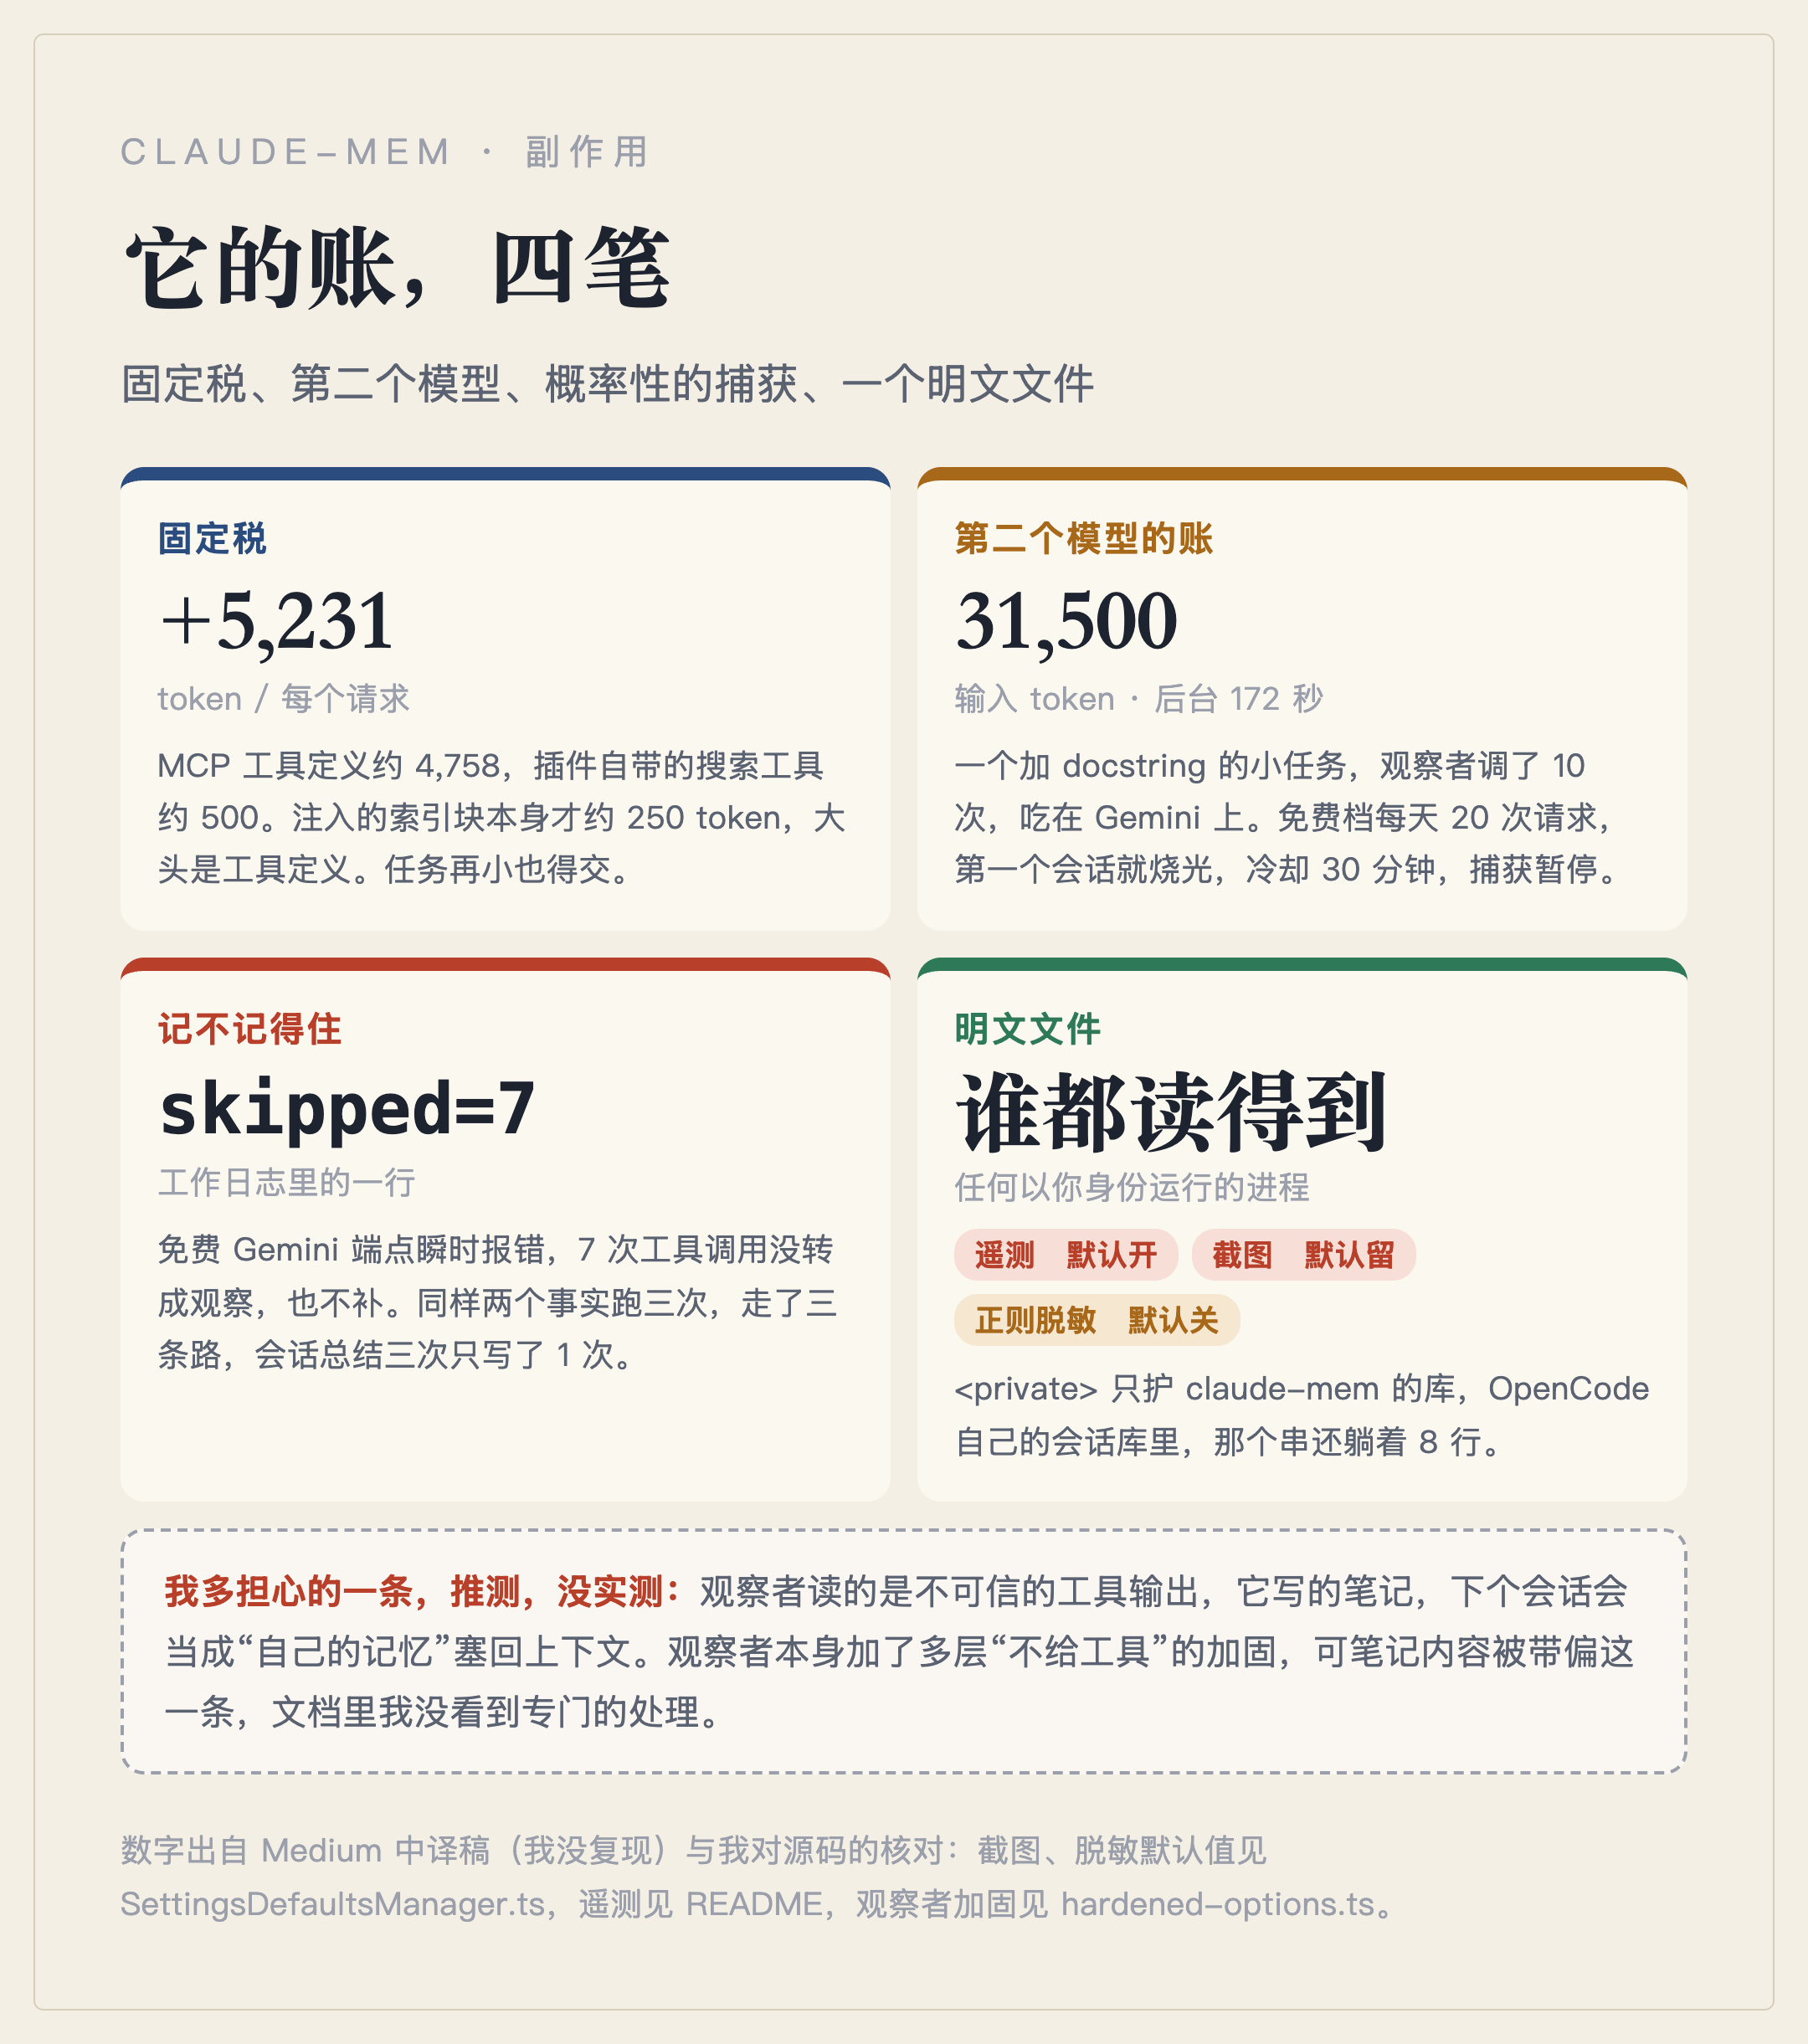 CLAUDE-MEM · 副作用
它的账，四笔
固定税、第二个模型、概率性的捕获、一个明文文件
固定税
+5,231
token / 每个请求
MCP 工具定义约 4,758，插件自带的搜索工具
约 500。注入的索引块本身才约 250 token，大
头是工具定义。任务再小也得交。
第二个模型的账
31,500
输入 token · 后台 172 秒
一个加 docstring 的小任务，观察者调了 10
次，吃在 Gemini 上。免费档每天 20 次请求，
第一个会话就烧光，冷却 30 分钟，捕获暂停。
记不记得住
skipped=7
工作日志里的一行
免费 Gemini 端点瞬时报错，7 次工具调用没转
成观察，也不补。同样两个事实跑三次，走了三
条路，会话总结三次只写了 1 次。
明文文件
谁都读得到
任何以你身份运行的进程
遥测 默认开 截图 默认留
正则脱敏 默认关
<private> 只护 claude-mem 的库，OpenCode
自己的会话库里，那个串还躺着 8 行。
我多担心的一条，推测，没实测：观察者读的是不可信的工具输出，它写的笔记，下个会话会
当成“自己的记忆”塞回上下文。观察者本身加了多层“不给工具”的加固，可笔记内容被带偏这
一条，文档里我没看到专门的处理。
数字出自 Medium 中译稿（我没复现）与我对源码的核对：截图、脱敏默认值见
SettingsDefaultsManager.ts，遥测见 README，观察者加固见 hardened-options.ts。